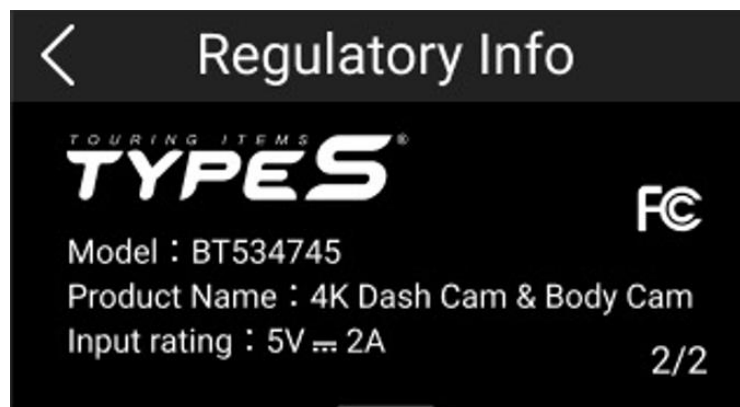 Regulatory Info
TOURING ITEMS
TYPE S®
FC
Model：BT534745
Product Name：4K Dash Cam & Body Cam
Input rating：5V ⎓ 2A
2/2